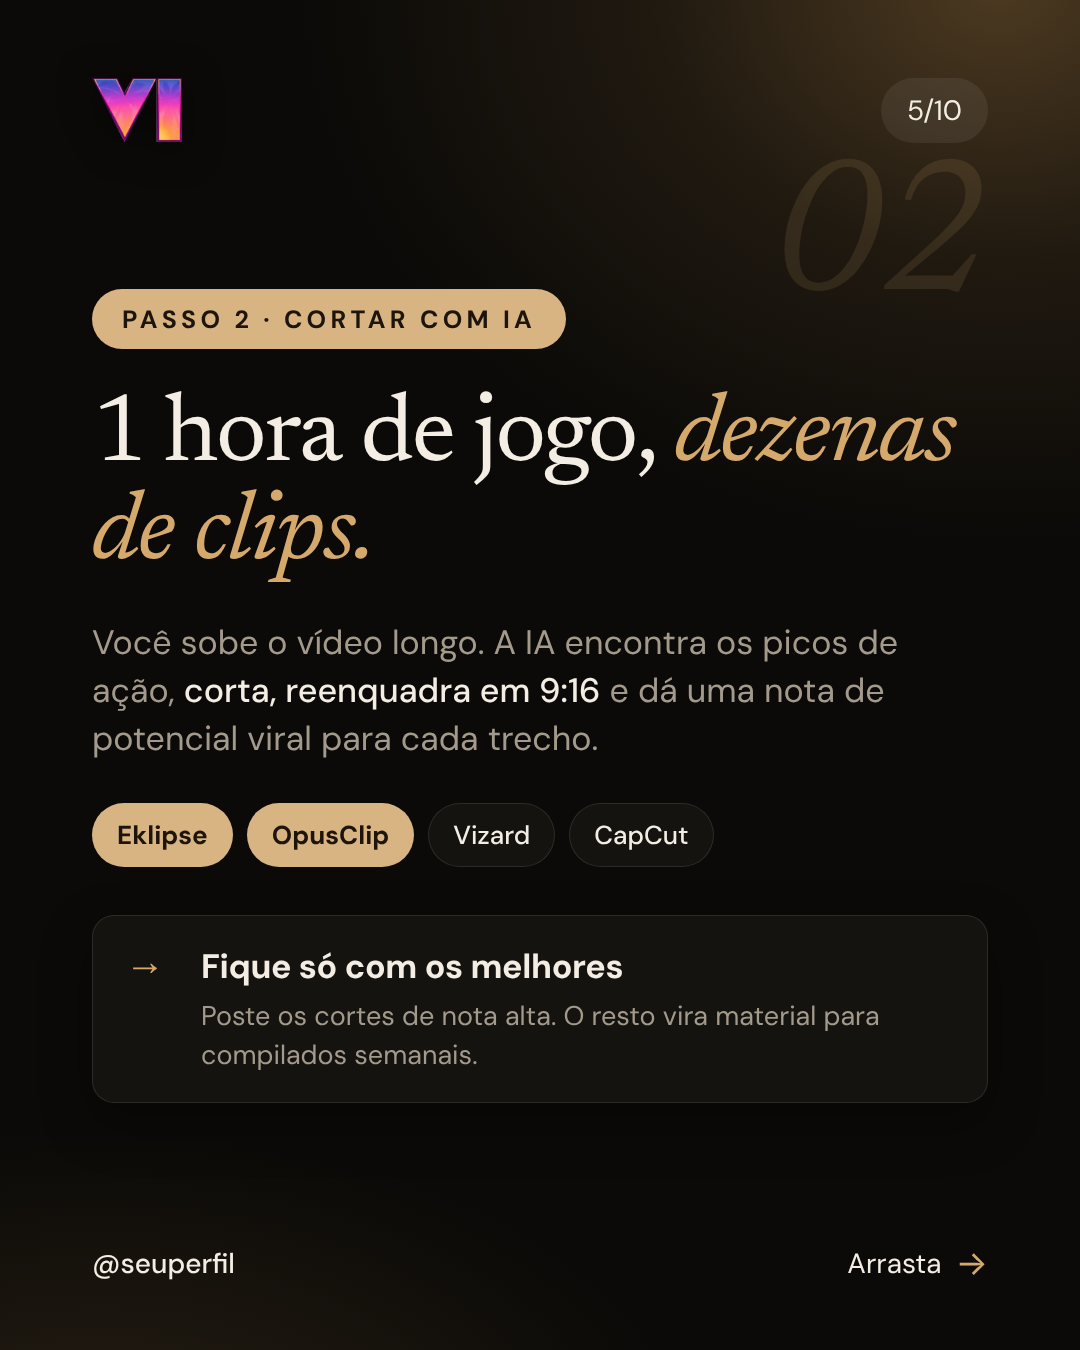 VI
5/10
02
PASSO 2 · CORTAR COM IA
1 hora de jogo, dezenas
de clips.
Você sobe o vídeo longo. A IA encontra os picos de
ação, corta, reenquadra em 9:16 e dá uma nota de
potencial viral para cada trecho.
Eklipse OpusClip Vizard CapCut
→ Fique só com os melhores
Poste os cortes de nota alta. O resto vira material para
compilados semanais.
@seuperfil
Arrasta →